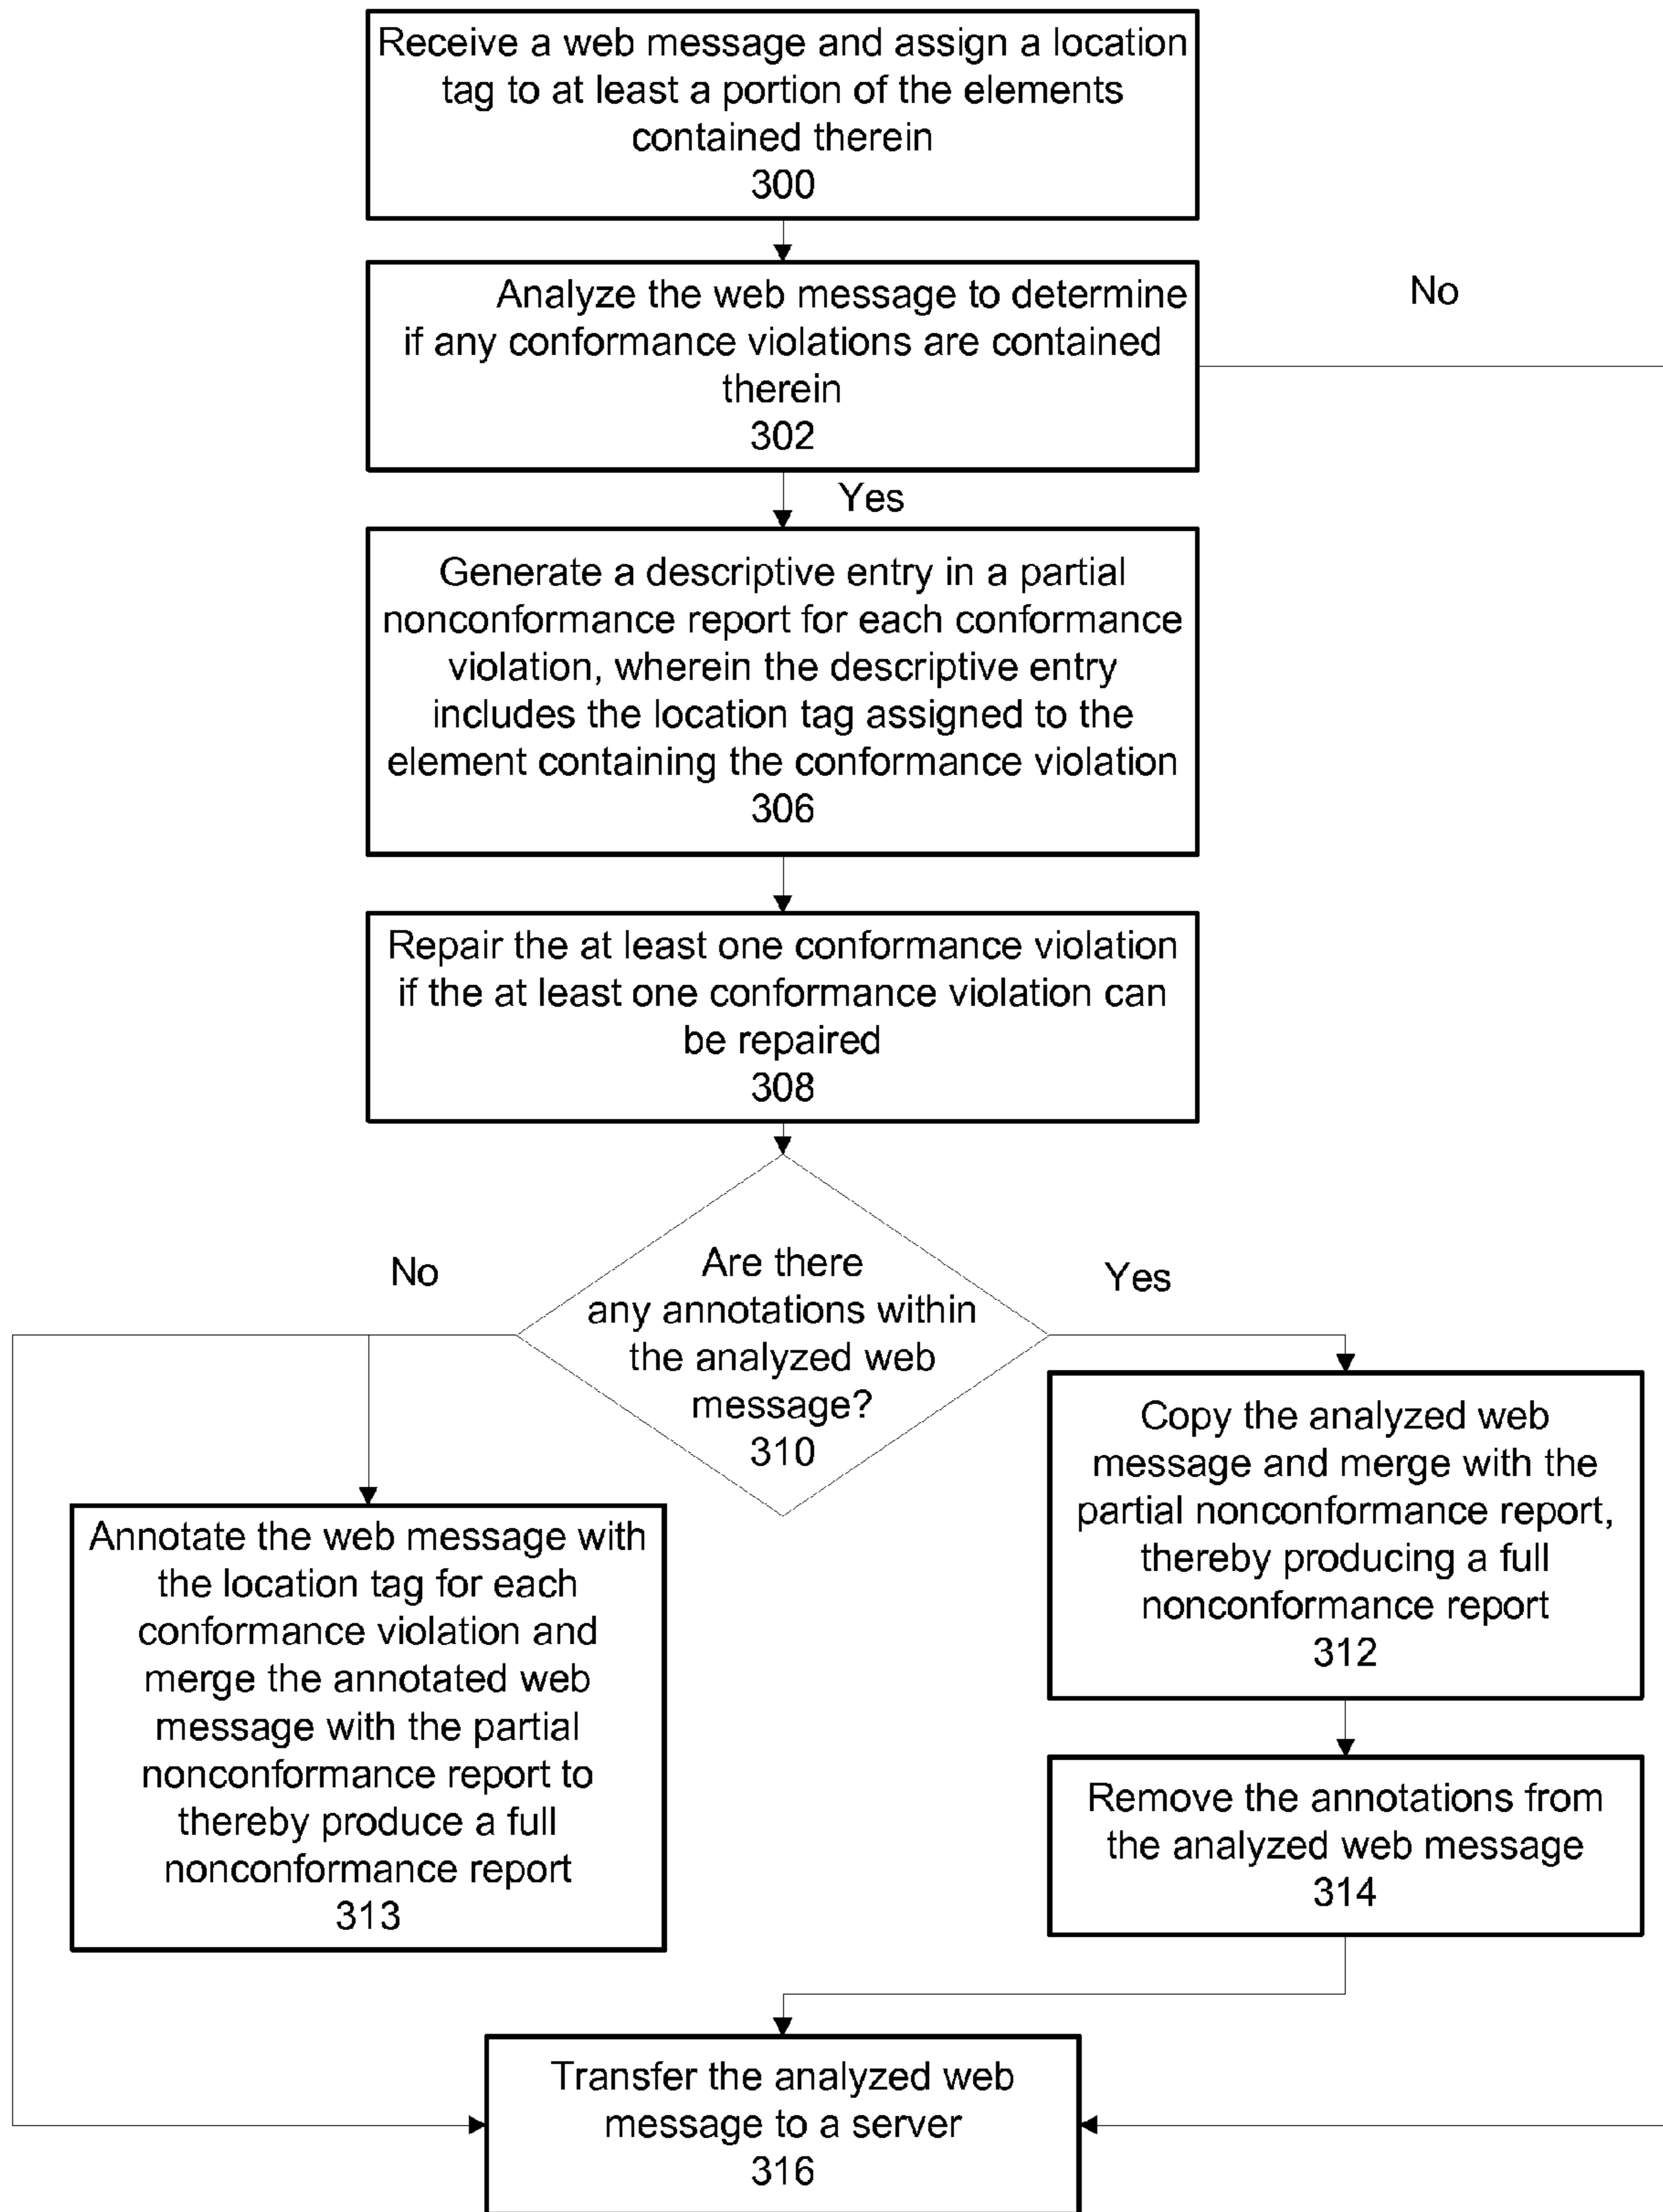 Receive a web message and assign a location
tag to at least a portion of the elements
contained therein
300
Analyze the web message to determine
if any conformance violations are contained
therein
302
No
Yes
Generate a descriptive entry in a partial
nonconformance report for each conformance
violation, wherein the descriptive entry
includes the location tag assigned to the
element containing the conformance violation
306
Repair the at least one conformance violation
if the at least one conformance violation can
be repaired
308
Are there
any annotations within
the analyzed web
message?
310
No
Yes
Annotate the web message with
the location tag for each
conformance violation and
merge the annotated web
message with the partial
nonconformance report to
thereby produce a full
nonconformance report
313
Copy the analyzed web
message and merge with the
partial nonconformance report,
thereby producing a full
nonconformance report
312
Remove the annotations from
the analyzed web message
314
Transfer the analyzed web
message to a server
316